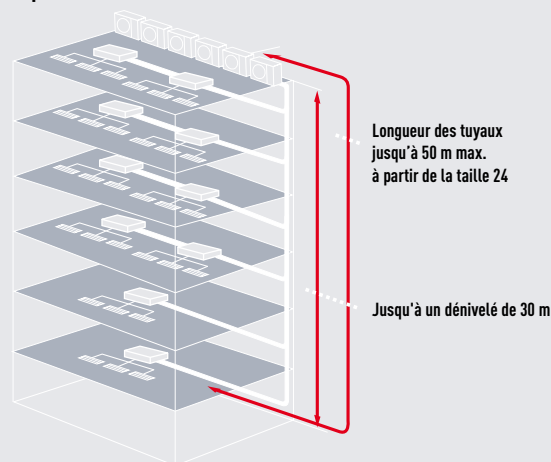 Longueur des tuyaux
jusqu'à 50 m max.
à partir de la taille 24
Jusqu'à un dénivelé de 30 m